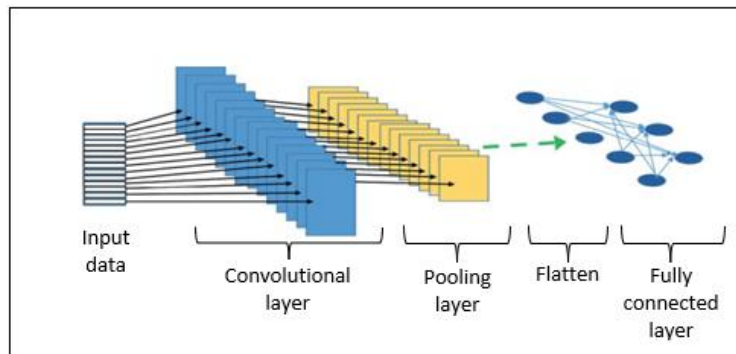 Input
data
Convolutional
layer
Pooling
layer
Flatten
Fully
connected
layer